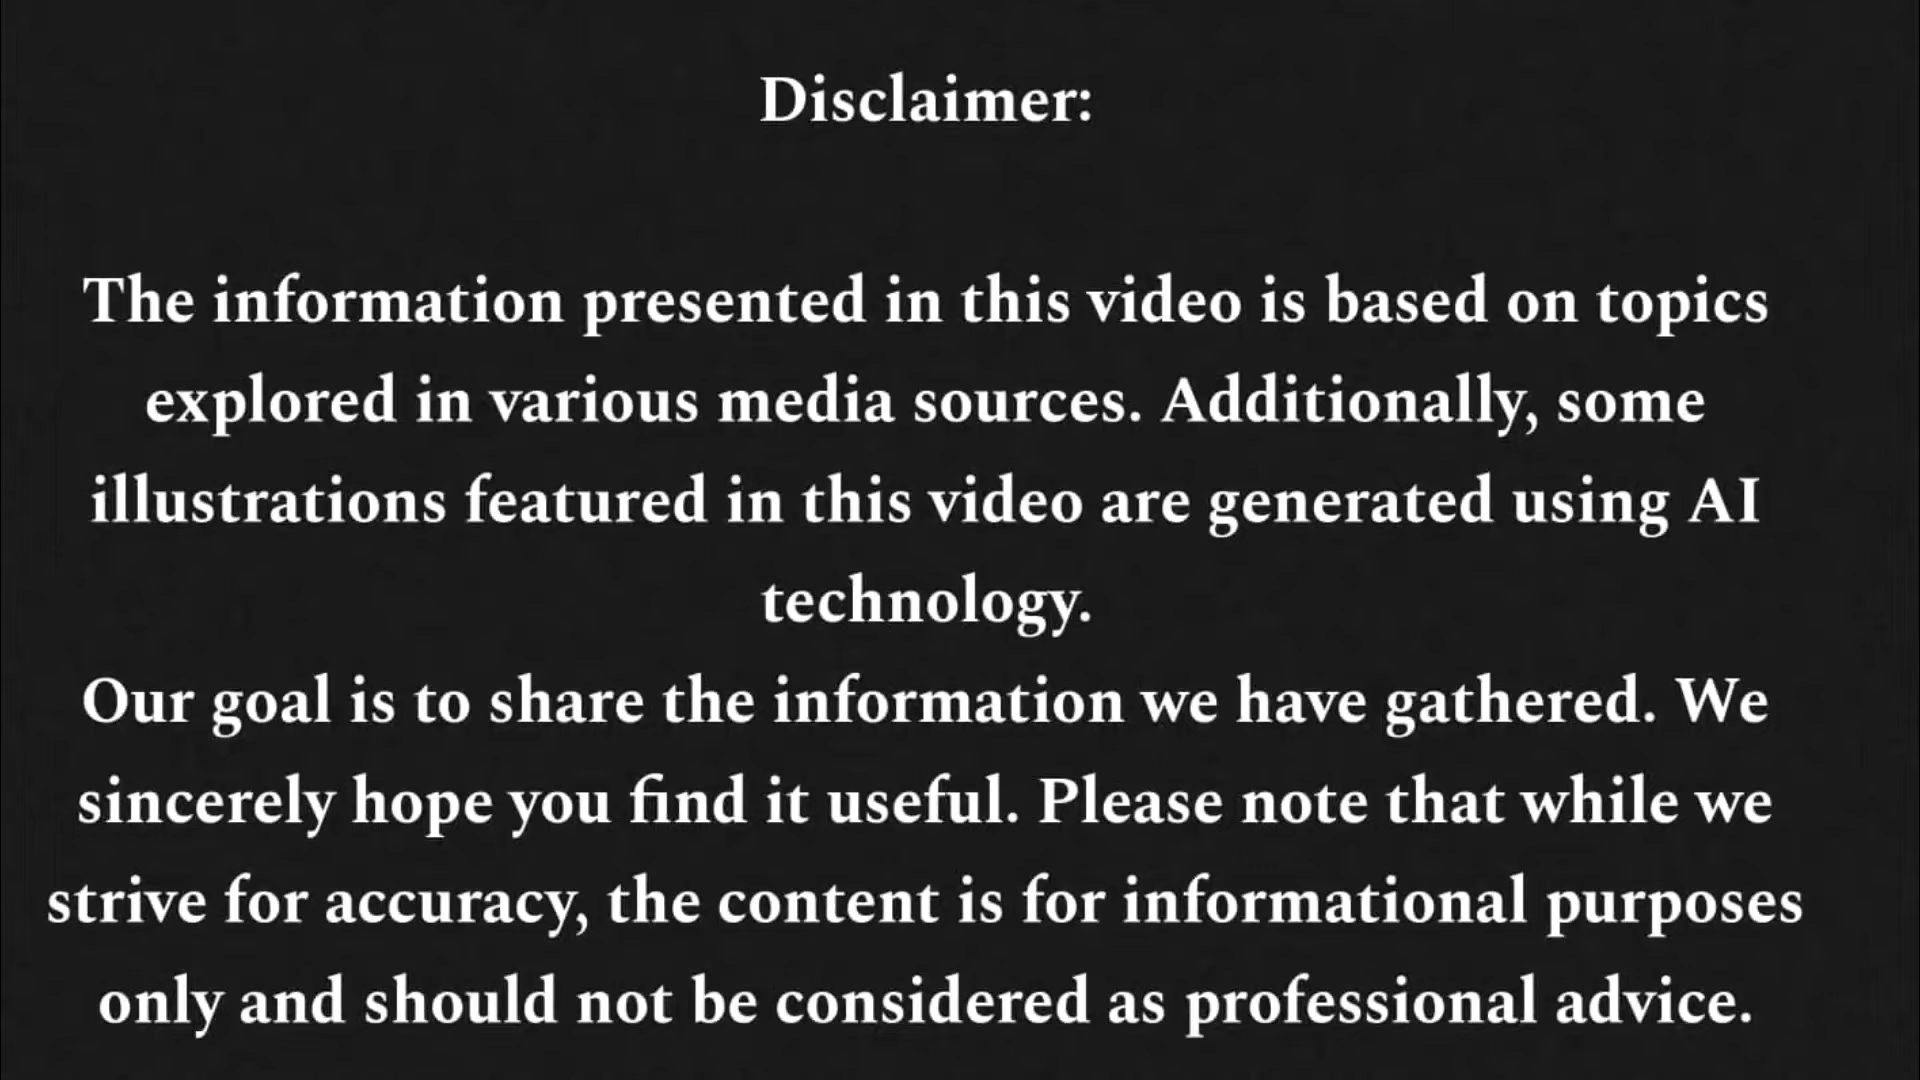 Disclaimer:
The information presented in this video is based on topics
explored in various media sources. Additionally, some
illustrations featured in this video are generated using AI
technology.
Our goal is to share the information we have gathered. We
sincerely hope you find it useful. Please note that while we
strive for accuracy, the content is for informational purposes
only and should not be considered as professional advice.